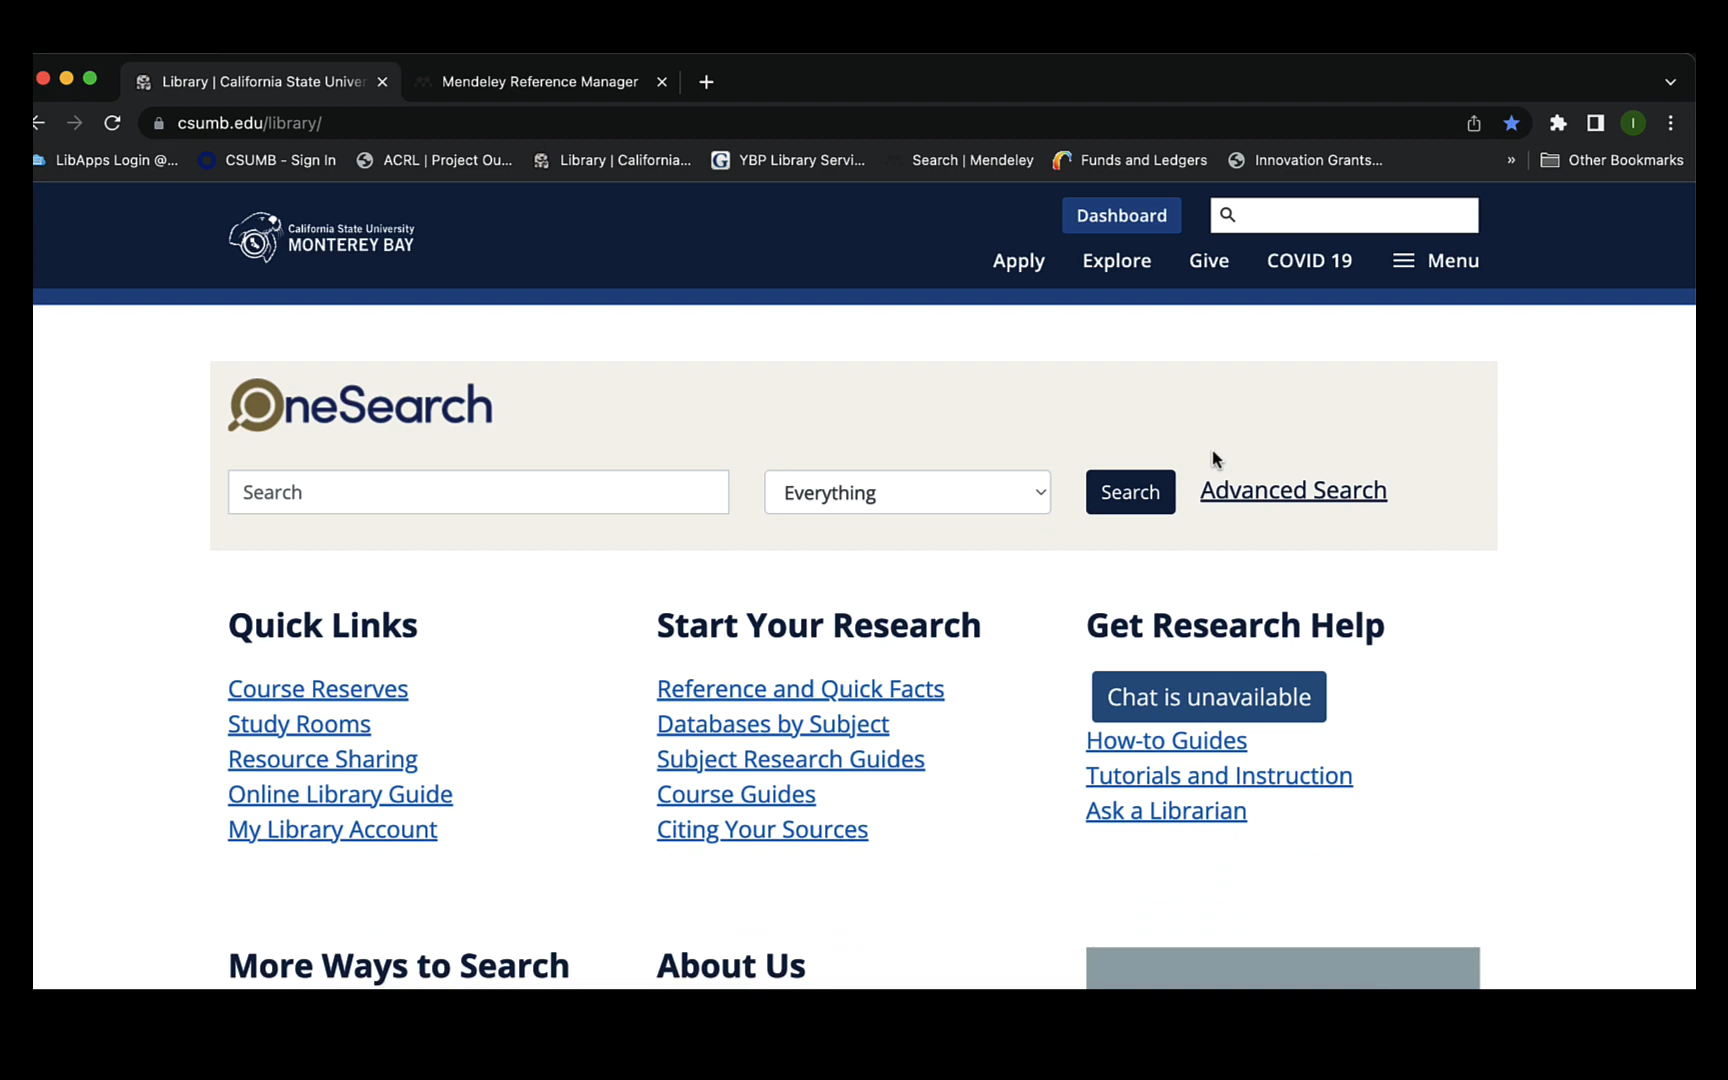 Library | California State Univer
Mendeley Reference Manager
csumb.edu/library/
I
LibApps Login @...
CSUMB - Sign In
ACRL | Project Ou...
Library | California...
G
YBP Library Servi...
Search | Mendeley
Funds and Ledgers
Innovation Grants...
»
Other Bookmarks
California State University
MONTEREY BAY
Dashboard
Apply
Explore
Give
COVID 19
Menu
OneSearch
Search
Everything
Search
Advanced Search
Quick Links
Course Reserves
Study Rooms
Resource Sharing
Online Library Guide
My Library Account
Start Your Research
Reference and Quick Facts
Databases by Subject
Subject Research Guides
Course Guides
Citing Your Sources
Get Research Help
Chat is unavailable
How-to Guides
Tutorials and Instruction
Ask a Librarian
More Ways to Search
About Us